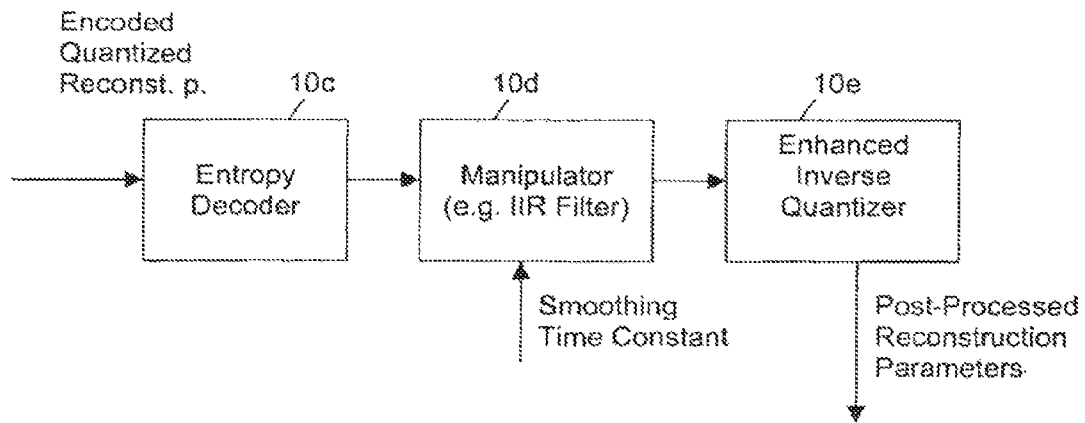 Encoded
Quantized
Reconst. p.
10c
10d
10e
Entropy
Decoder
Manipulator
(e.g. IIR Filter)
Enhanced
Inverse
Quantizer
Smoothing
Time Constant
Post-Processed
Reconstruction
Parameters